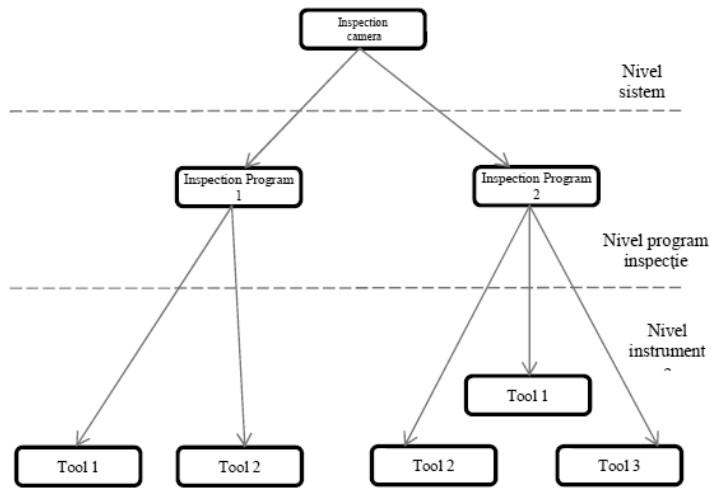 Inspection
camera
Nivel
sistem
Inspection Program
1
Inspection Program
2
Nivel program
inspecție
Nivel
instrument
Tool 1
Tool 1
Tool 2
Tool 2
Tool 3